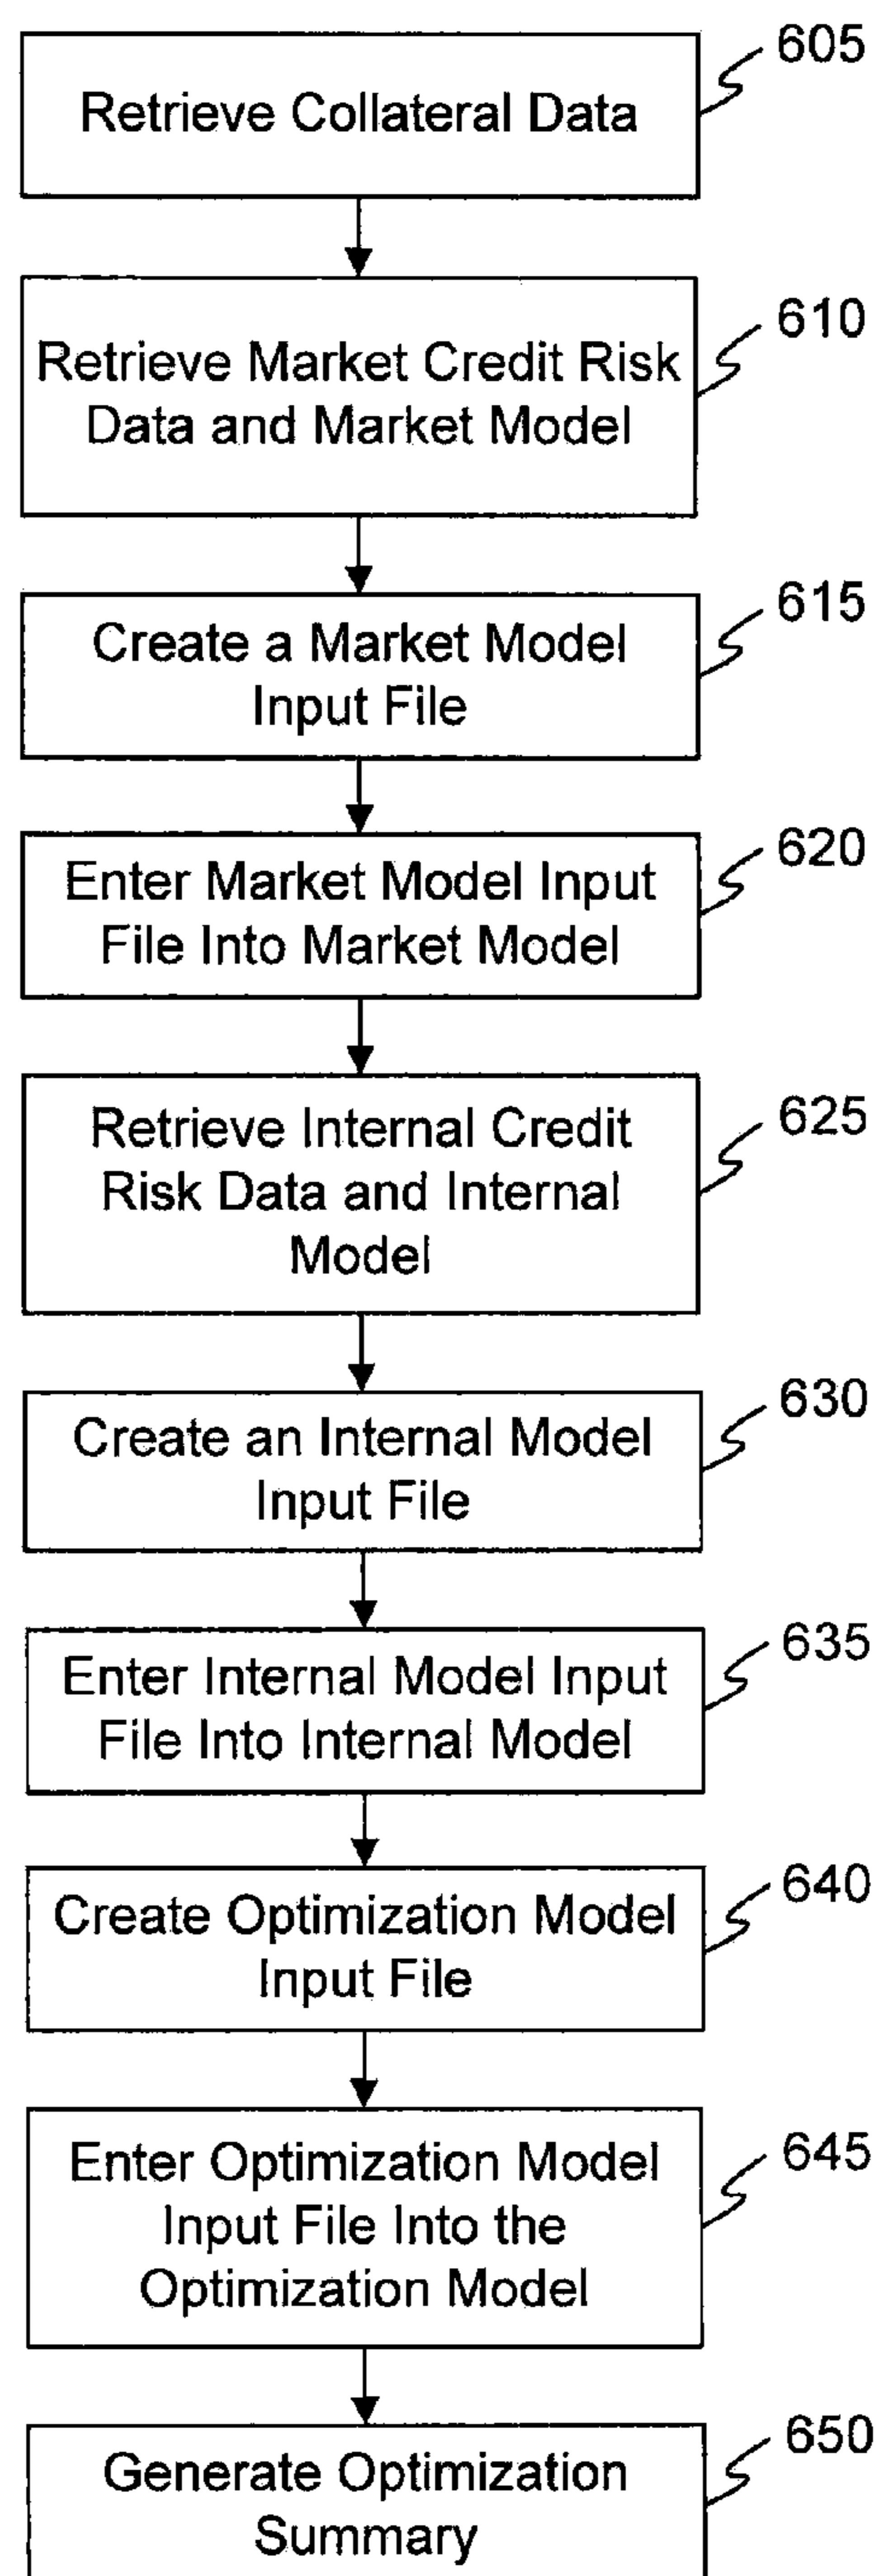 605
Retrieve Collateral Data
610
Retrieve Market Credit Risk
Data and Market Model
615
Create a Market Model
Input File
620
Enter Market Model Input
File Into Market Model
625
Retrieve Internal Credit
Risk Data and Internal
Model
630
Create an Internal Model
Input File
635
Enter Internal Model Input
File Into Internal Model
640
Create Optimization Model
Input File
645
Enter Optimization Model
Input File Into the
Optimization Model
650
Generate Optimization
Summary